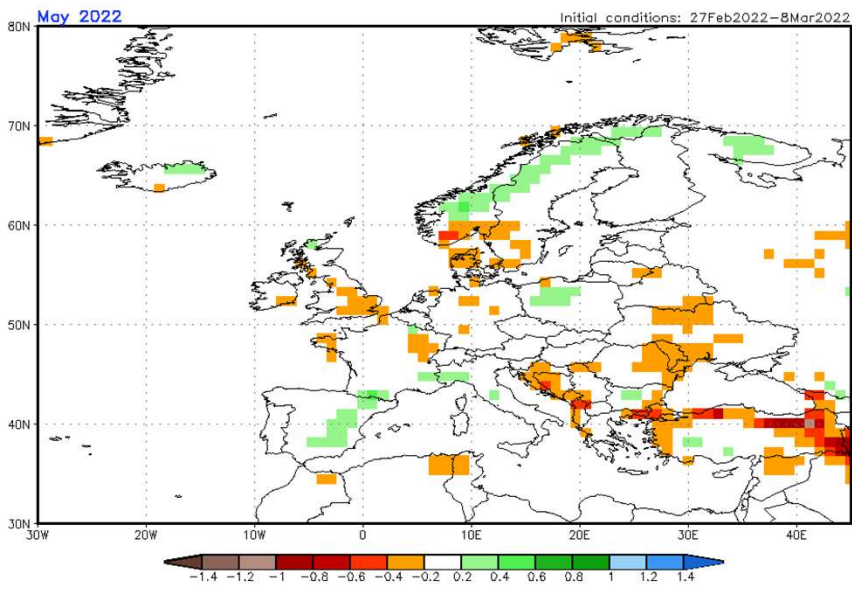 May 2022
Initial conditions: 27Feb2022-8Mar2022
80N
70N
60N
50N
40N
30N
30W 20W 10W 0 10E 20E 30E 40E
-1.4 -1.2 -1 -0.8 -0.6 -0.4 -0.2 0.2 0.4 0.6 0.8 1 1.2 1.4